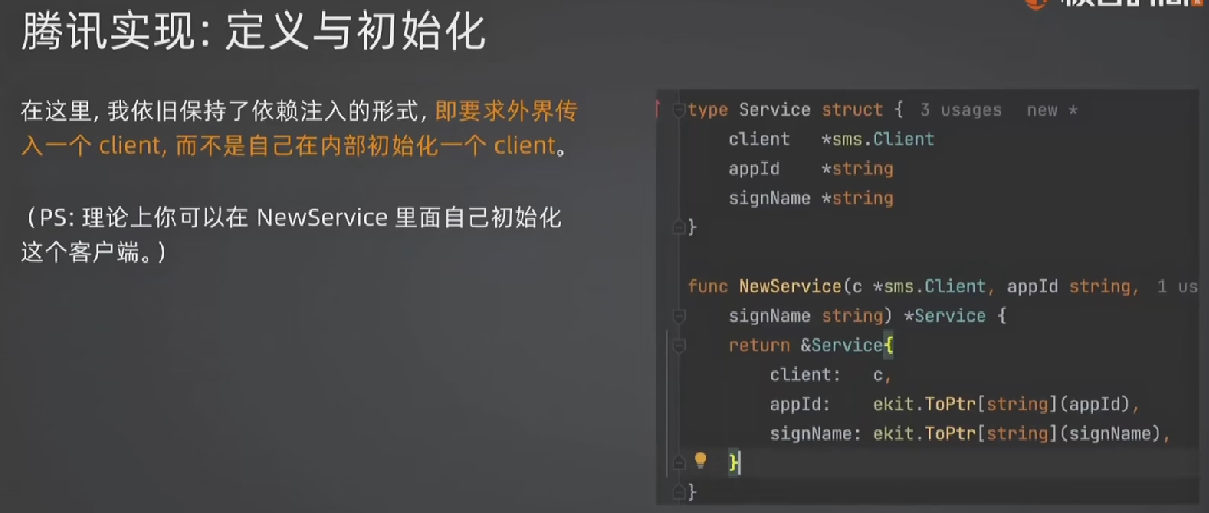 腾讯实现：定义与初始化
在这里，我依旧保持了依赖注入的形式，即要求外界传
入一个 client，而不是自己在内部初始化一个 client。
（PS：理论上你可以在 NewService 里面自己初始化
这个客户端。）
type Service struct { 3 usages new *
client *sms.Client
appId *string
signName *string
}
func NewService(c *sms.Client, appId string, 1 us
signName string) *Service {
return &Service{
client: c,
appId: ekit.ToPtr[string](appId),
signName: ekit.ToPtr[string](signName),
}
}